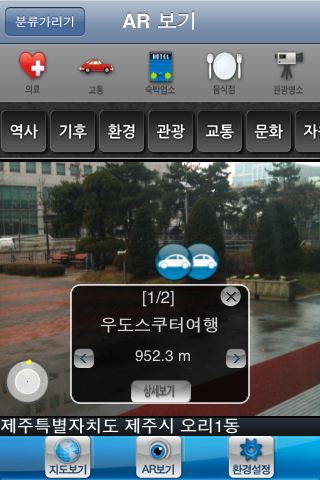 분류가리기 AR 보기
HOTEL
의료 교통 숙박업소 음식점 관광명소
역사 기후 환경 관광 교통 문화 자
[1/2]
우도스쿠터여행
952.3 m
상세보기
제주특별자치도 제주시 오리1동
지도보기 AR보기 환경설정